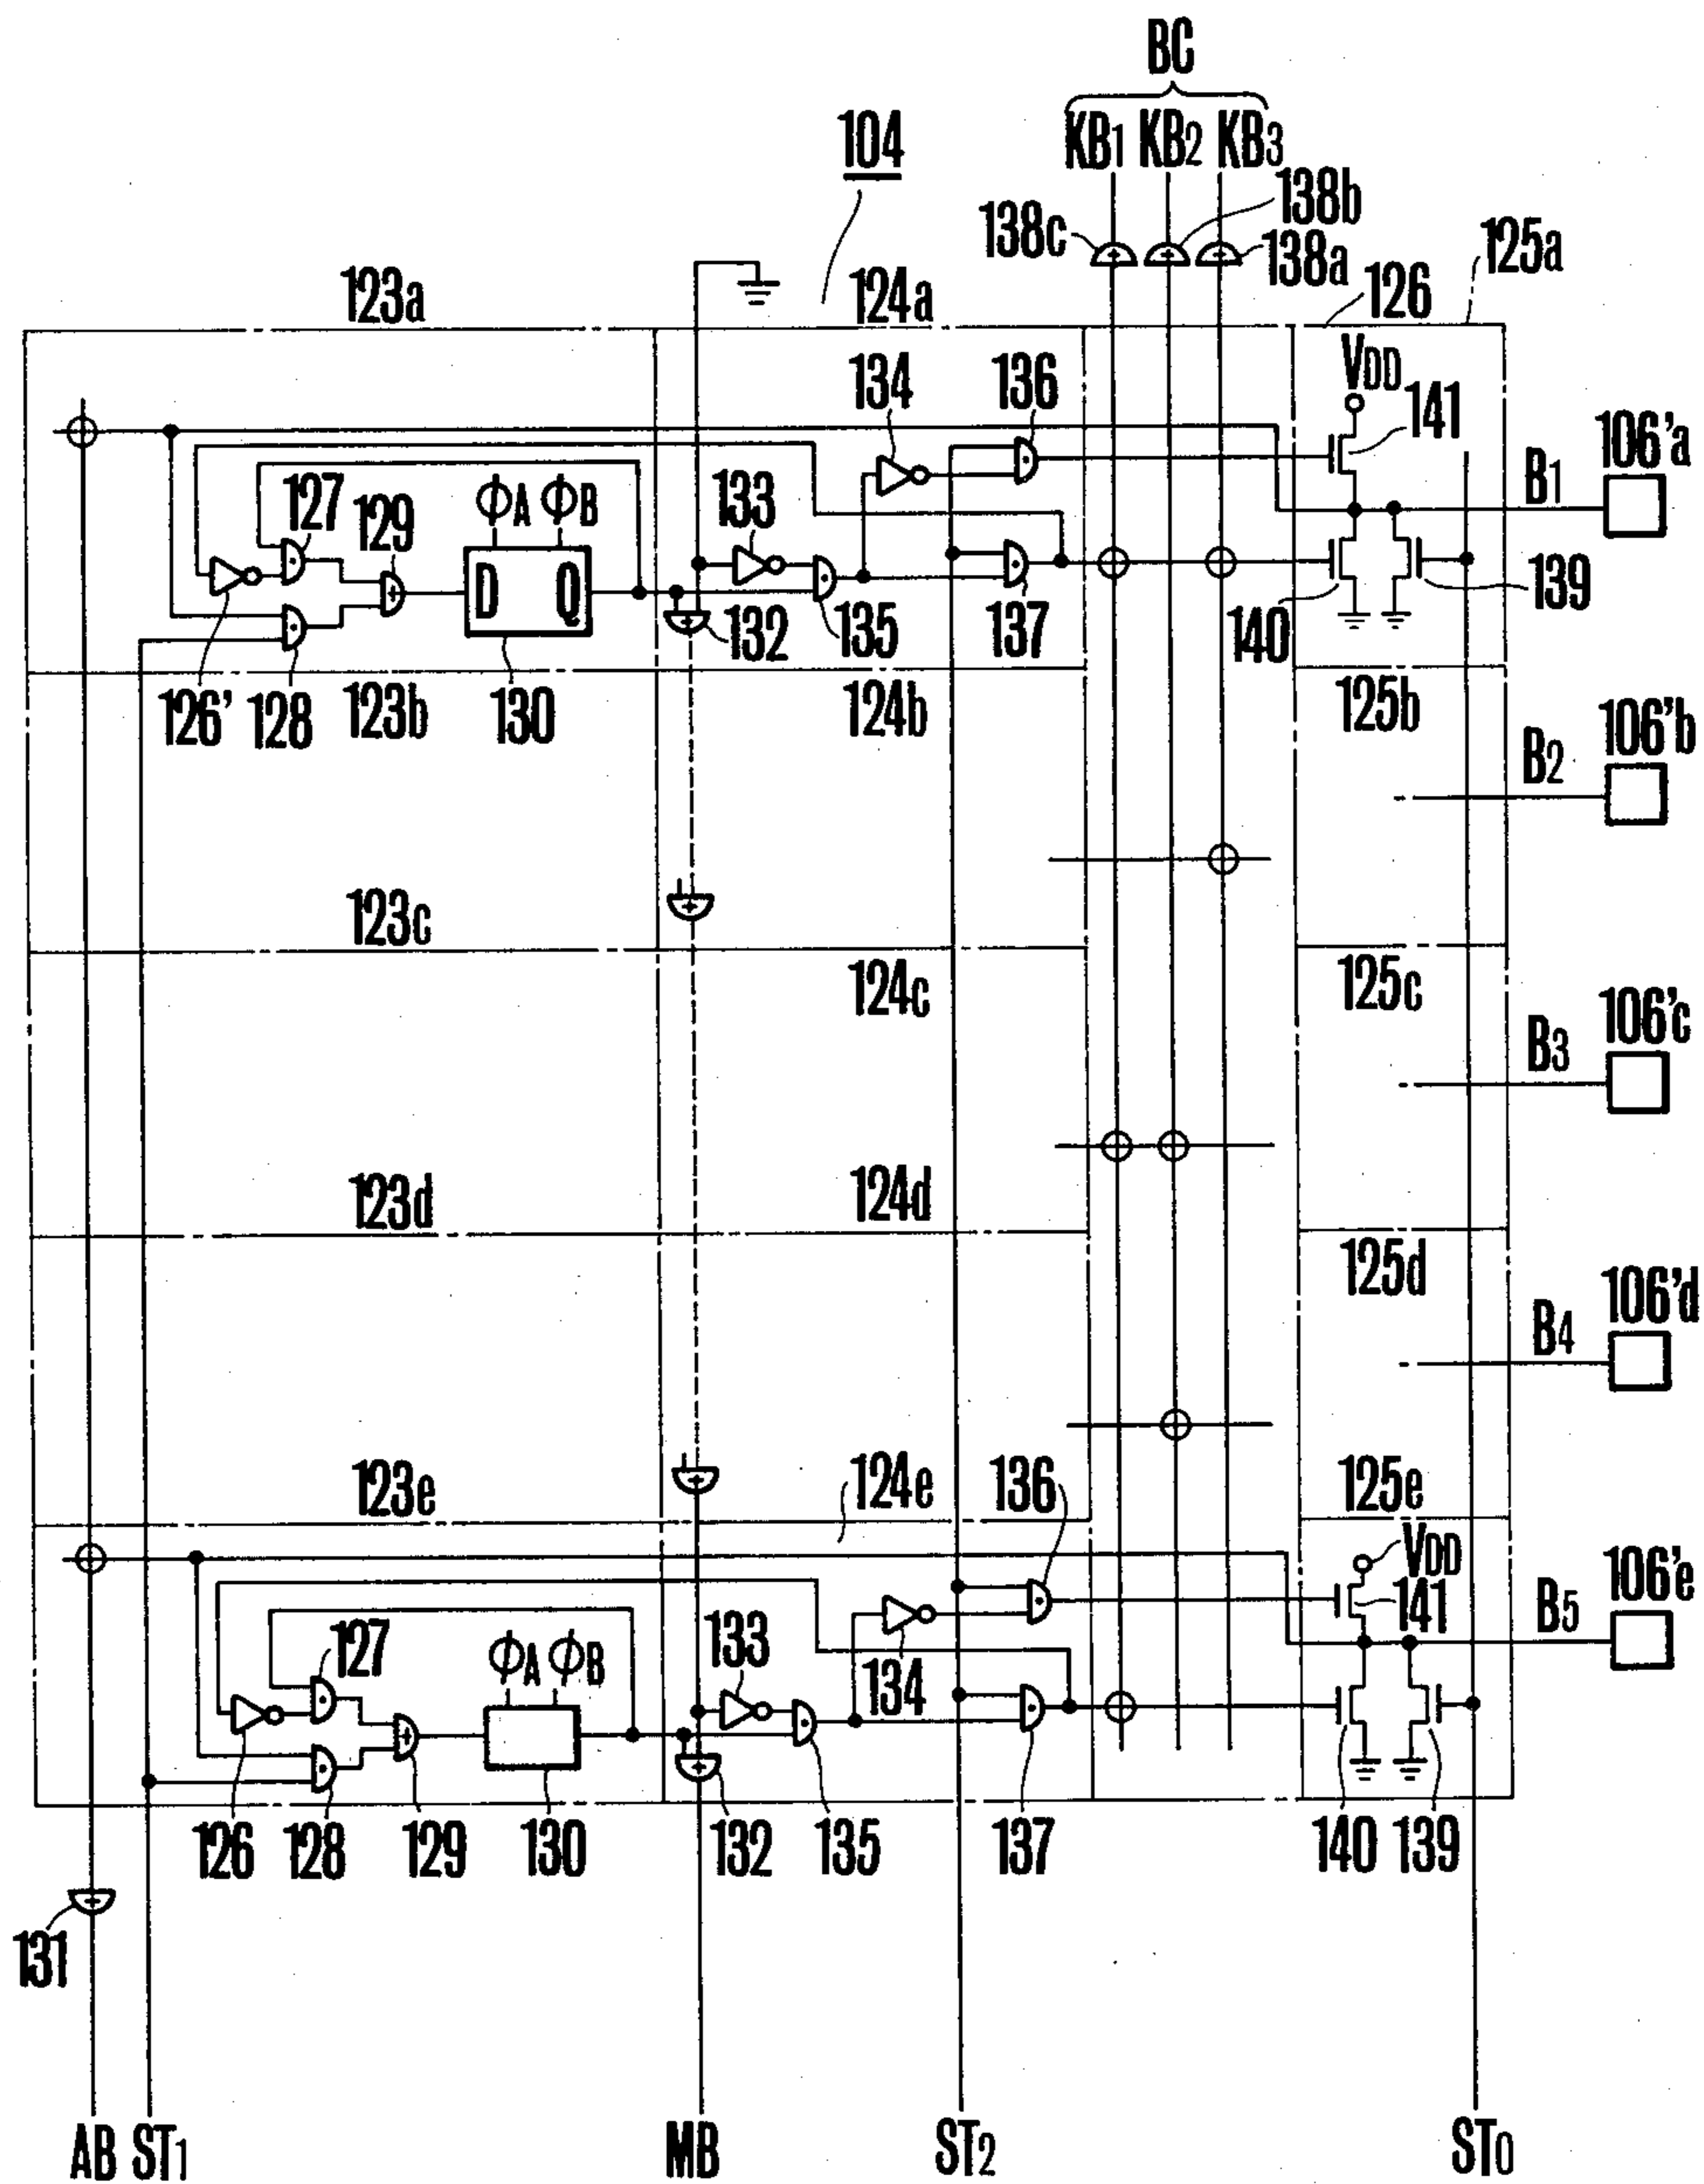 BC
KB1 KB2 KB3
104
138c
138b
138a
125a
123a
124a
126
VDD
134
136
141
106'a
B1
127
129
ϕA ϕB
133
D Q
132
135
137
140
139
126'
128
123b
130
124b
125b
106'b
B2
123c
124c
125c
106'c
B3
123d
124d
125d
106'd
B4
123e
124e
136
125e
VDD
106'e
141
B5
127
ϕA ϕB
133
134
126
128
129
130
132
135
137
140
139
131
AB
ST1
MB
ST2
ST0